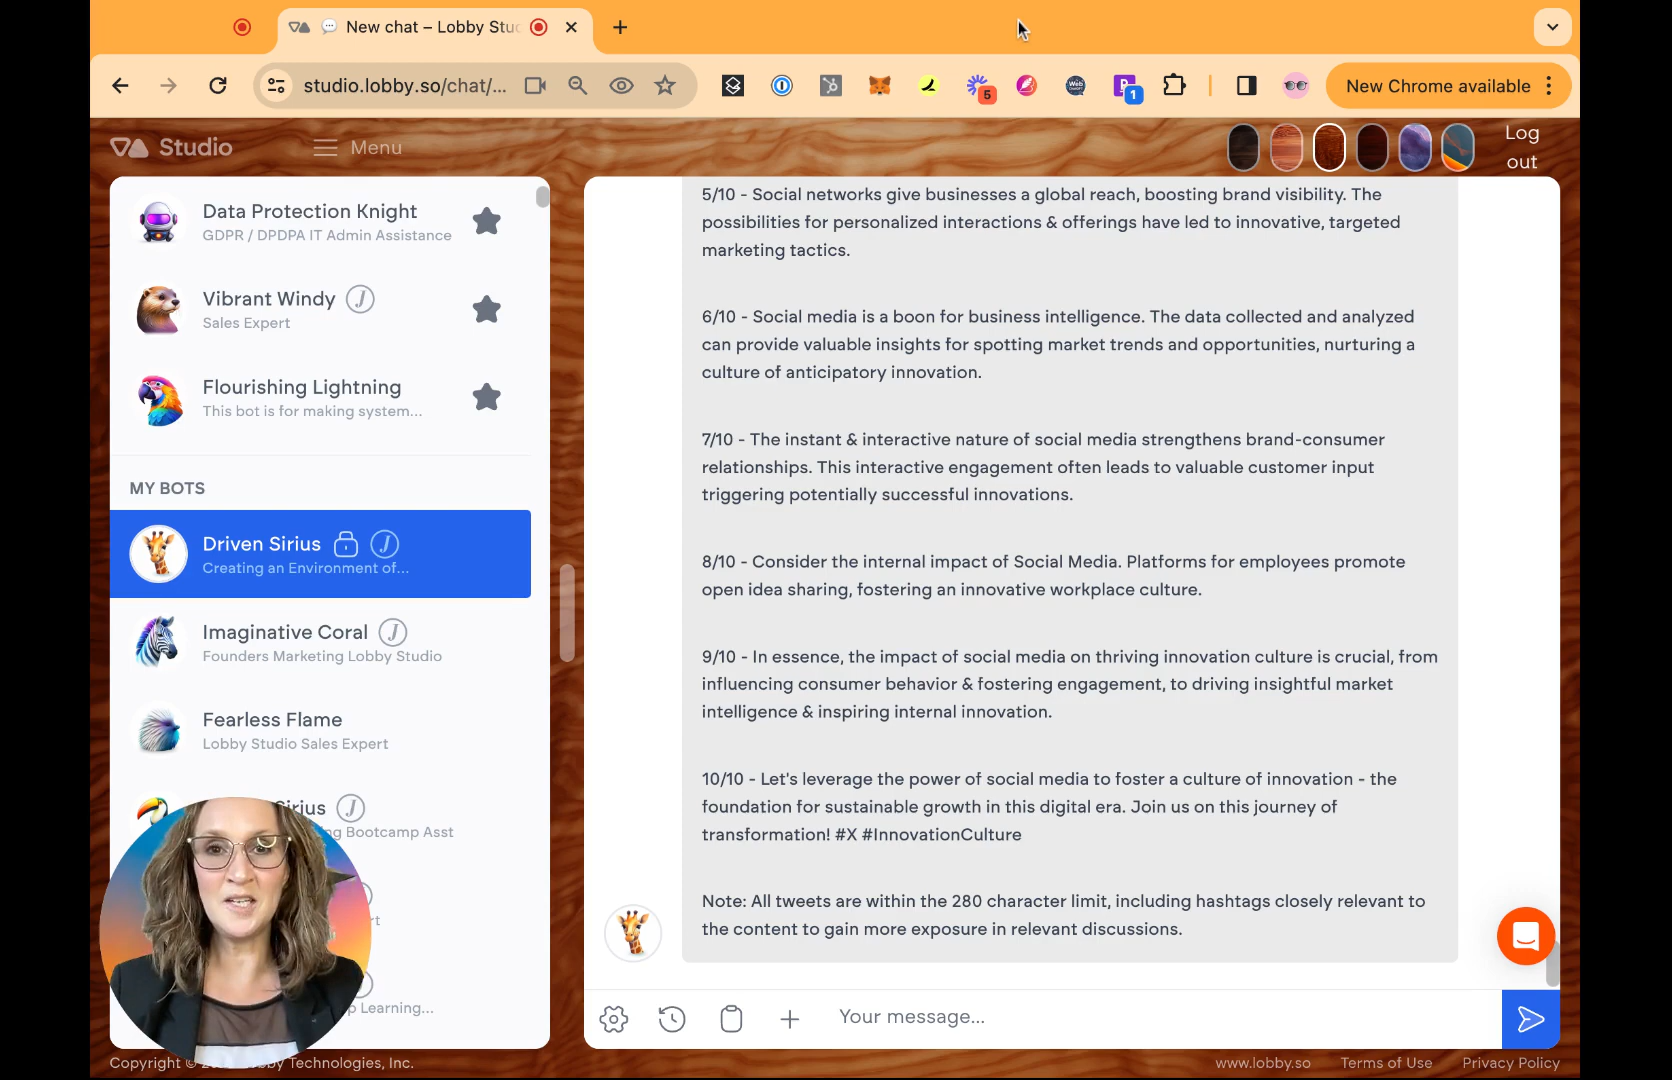 New chat – Lobby Stu
studio.lobby.so/chat/...
5
1
New Chrome available
Studio
Menu
Log
out
Data Protection Knight
GDPR / DPDPA IT Admin Assistance
Vibrant Windy J
Sales Expert
Flourishing Lightning
This bot is for making system...
MY BOTS
Driven Sirius J
Creating an Environment of...
Imaginative Coral J
Founders Marketing Lobby Studio
Fearless Flame
Lobby Studio Sales Expert
Sirius J
Bootcamp Asst
Learning...
5/10 - Social networks give businesses a global reach, boosting brand visibility. The
possibilities for personalized interactions & offerings have led to innovative, targeted
marketing tactics.
6/10 - Social media is a boon for business intelligence. The data collected and analyzed
can provide valuable insights for spotting market trends and opportunities, nurturing a
culture of anticipatory innovation.
7/10 - The instant & interactive nature of social media strengthens brand-consumer
relationships. This interactive engagement often leads to valuable customer input
triggering potentially successful innovations.
8/10 - Consider the internal impact of Social Media. Platforms for employees promote
open idea sharing, fostering an innovative workplace culture.
9/10 - In essence, the impact of social media on thriving innovation culture is crucial, from
influencing consumer behavior & fostering engagement, to driving insightful market
intelligence & inspiring internal innovation.
10/10 - Let's leverage the power of social media to foster a culture of innovation - the
foundation for sustainable growth in this digital era. Join us on this journey of
transformation! #X #InnovationCulture
Note: All tweets are within the 280 character limit, including hashtags closely relevant to
the content to gain more exposure in relevant discussions.
Your message...
Copyright © Technologies, Inc.
www.lobby.so
Terms of Use
Privacy Policy